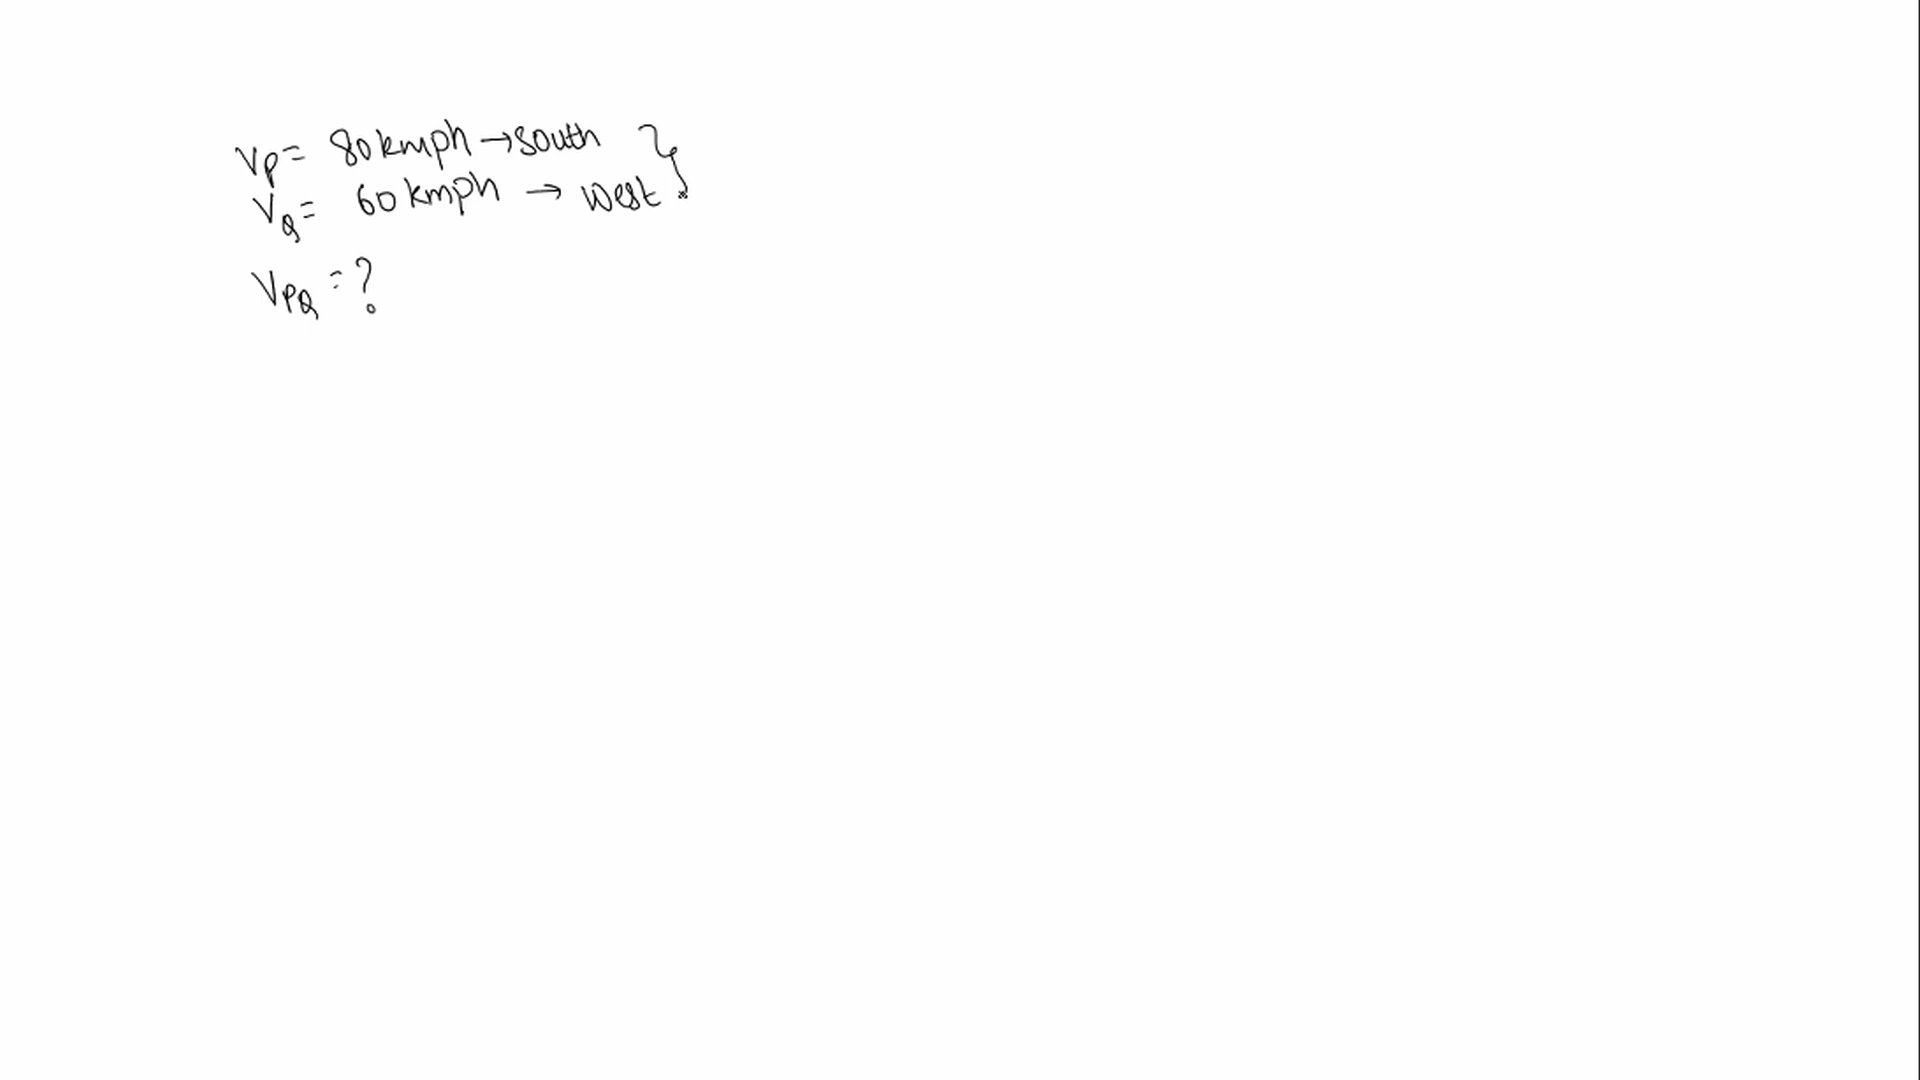 VP = 80 kmph → south }
VQ = 60 kmph → west
VPQ = ?